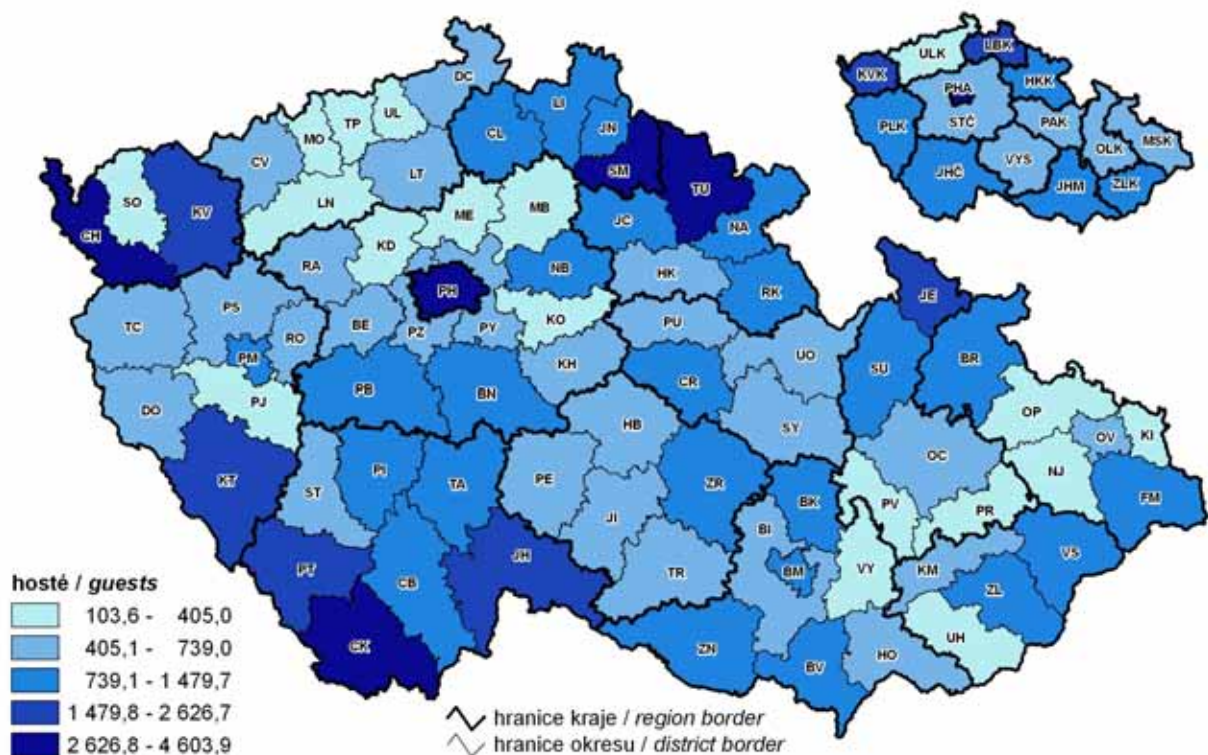 DC
LI
UL
TP
MO
JN
CL
CV
LT
SM
TU
SO
KV
LN
ME
MB
JC
NA
CH
KD
RA
NB
HK
PH
RK
PS
TC
BE
RO
PZ
PY
KO
PU
UO
PM
KH
JE
SU
BR
PB
BN
CR
DO
PJ
HB
SY
OP
OC
OV
KI
NJ
KT
ST
PI
TA
PE
ZR
BK
PV
PR
FM
JI
BI
VS
PT
CB
JH
TR
BM
VY
KM
ZL
CK
ZN
BV
HO
UH
ULK
LBK
KVK
HKK
PHA
STČ
PAK
PLK
MSK
OLK
VYS
JHČ
JHM
ZLK
hosté / guests
103,6 - 405,0
405,1 - 739,0
739,1 - 1 479,7
1 479,8 - 2 626,7
2 626,8 - 4 603,9
hranice kraje / region border
hranice okresu / district border